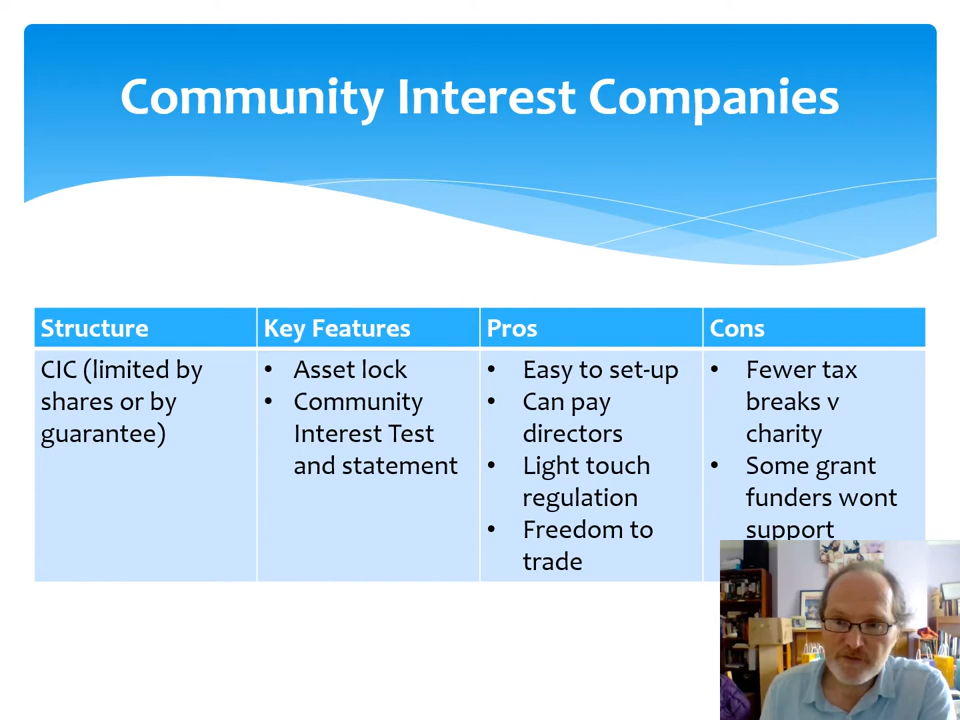 Community Interest Companies
Structure
Key Features
Pros
Cons
CIC (limited by
shares or by
guarantee)
• Asset lock
• Community
Interest Test
and statement
• Easy to set-up
• Can pay
directors
• Light touch
regulation
• Freedom to
trade
• Fewer tax
breaks v
charity
• Some grant
funders wont
support